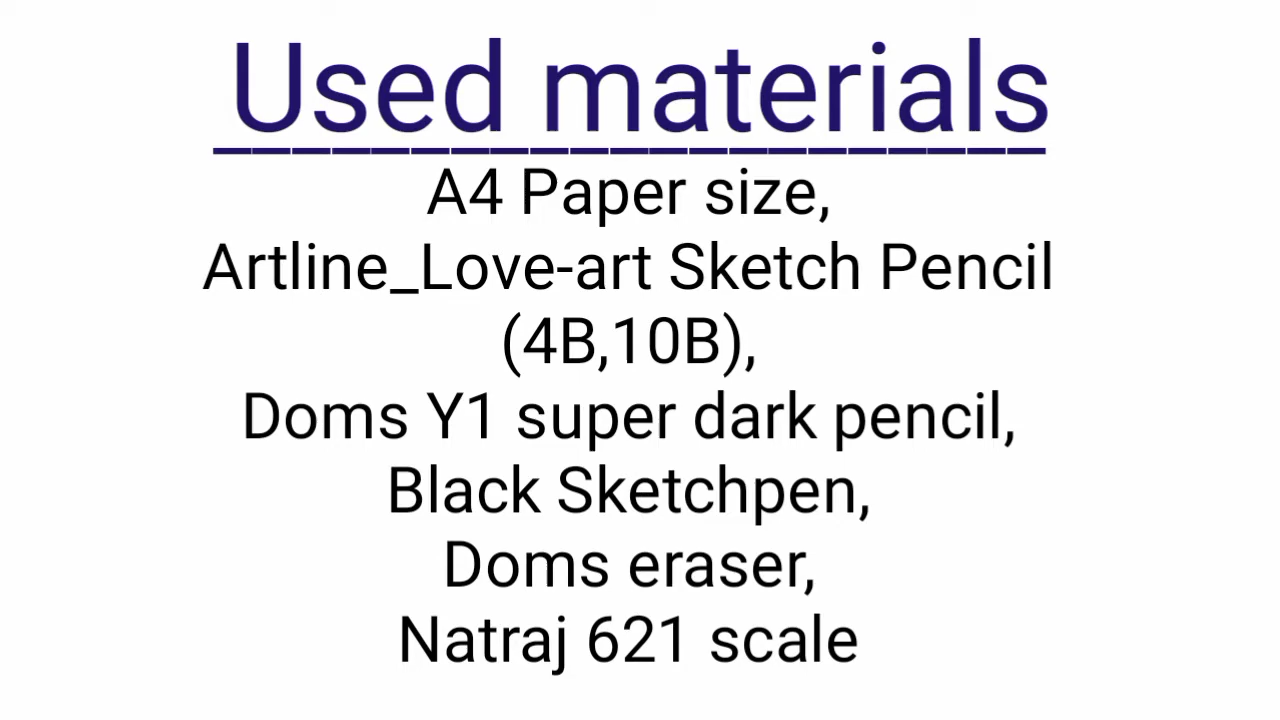 Used materials
A4 Paper size,
Artline_Love-art Sketch Pencil
(4B,10B),
Doms Y1 super dark pencil,
Black Sketchpen,
Doms eraser,
Natraj 621 scale